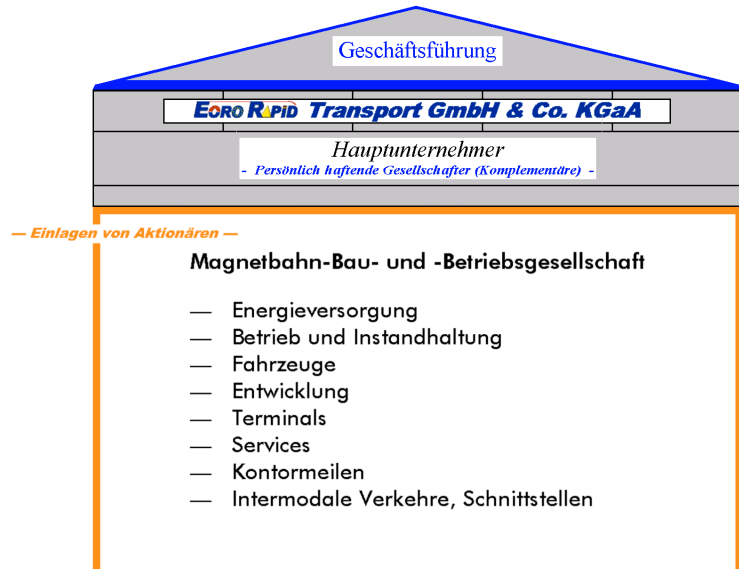 Geschäftsführung
EURO RAPID Transport GmbH & Co. KGaA
Hauptunternehmer
- Persönlich haftende Gesellschafter (Komplementäre) -
— Einlagen von Aktionären —
Magnetbahn-Bau- und -Betriebsgesellschaft
— Energieversorgung
— Betrieb und Instandhaltung
— Fahrzeuge
— Entwicklung
— Terminals
— Services
— Kontormeilen
— Intermodale Verkehre, Schnittstellen